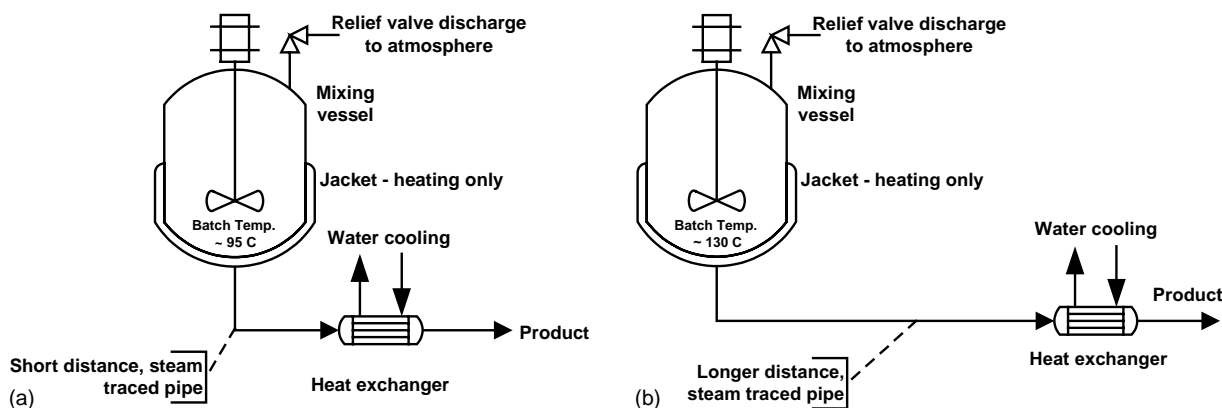 Relief valve discharge
to atmosphere
Mixing
vessel
Jacket - heating only
Batch Temp.
~ 95 C
Water cooling
Product
Short distance, steam
traced pipe
Heat exchanger
(a)
Relief valve discharge
to atmosphere
Mixing
vessel
Jacket - heating only
Batch Temp.
~ 130 C
Water cooling
Product
Heat exchanger
Longer distance,
steam traced pipe
(b)